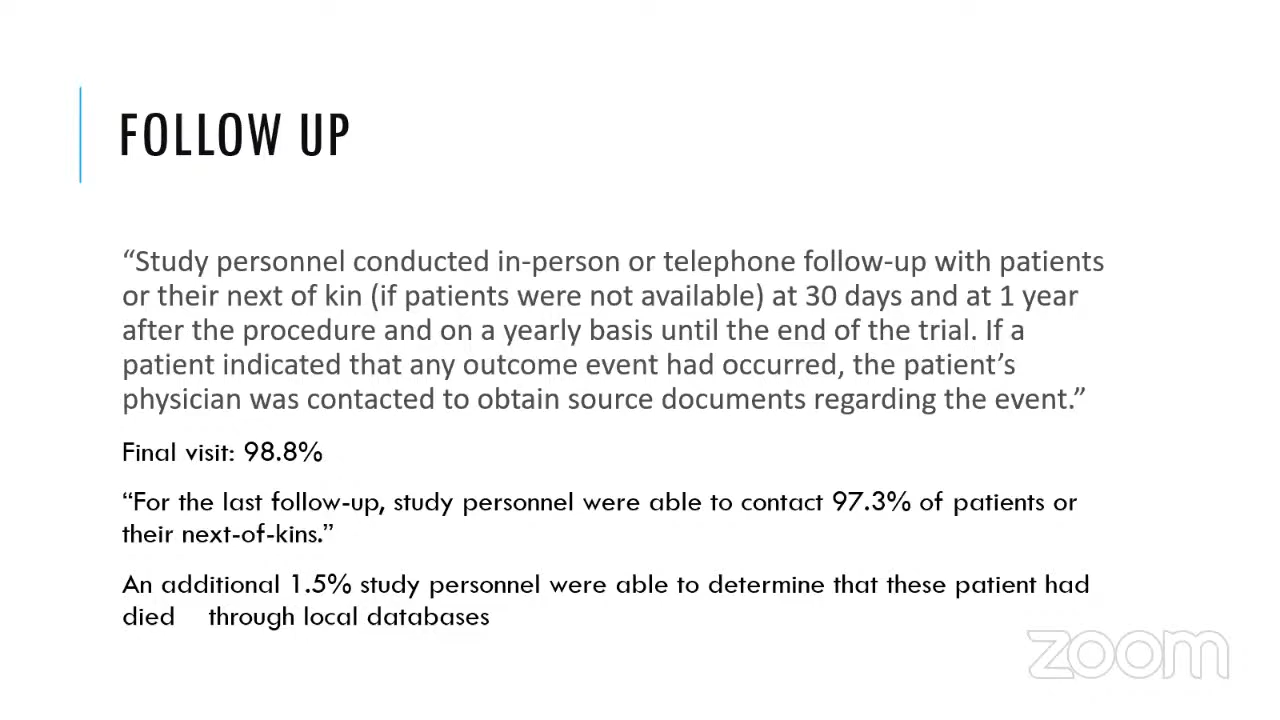 FOLLOW UP
“Study personnel conducted in-person or telephone follow-up with patients
or their next of kin (if patients were not available) at 30 days and at 1 year
after the procedure and on a yearly basis until the end of the trial. If a
patient indicated that any outcome event had occurred, the patient’s
physician was contacted to obtain source documents regarding the event.”
Final visit: 98.8%
“For the last follow-up, study personnel were able to contact 97.3% of patients or
their next-of-kins.”
An additional 1.5% study personnel were able to determine that these patient had
died through local databases
zoom